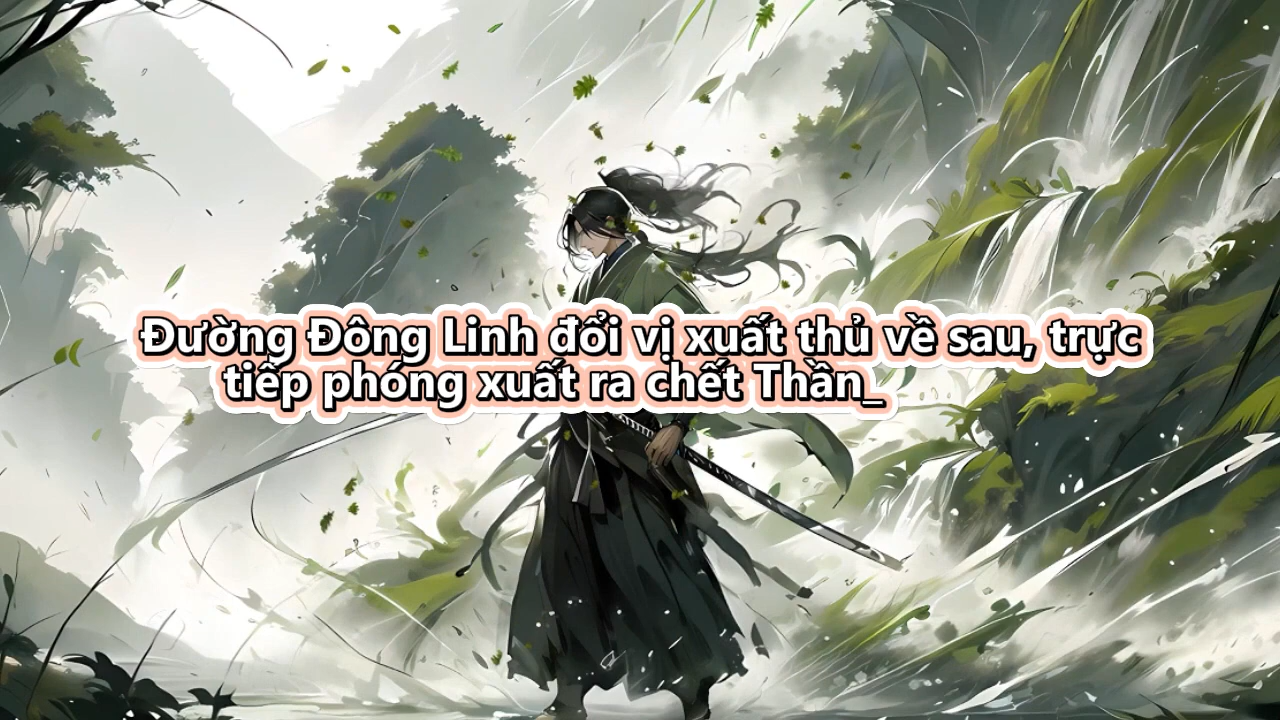 Đường Đông Linh đổi vị xuất thủ về sau, trực
tiếp phóng xuất ra chết Thần_